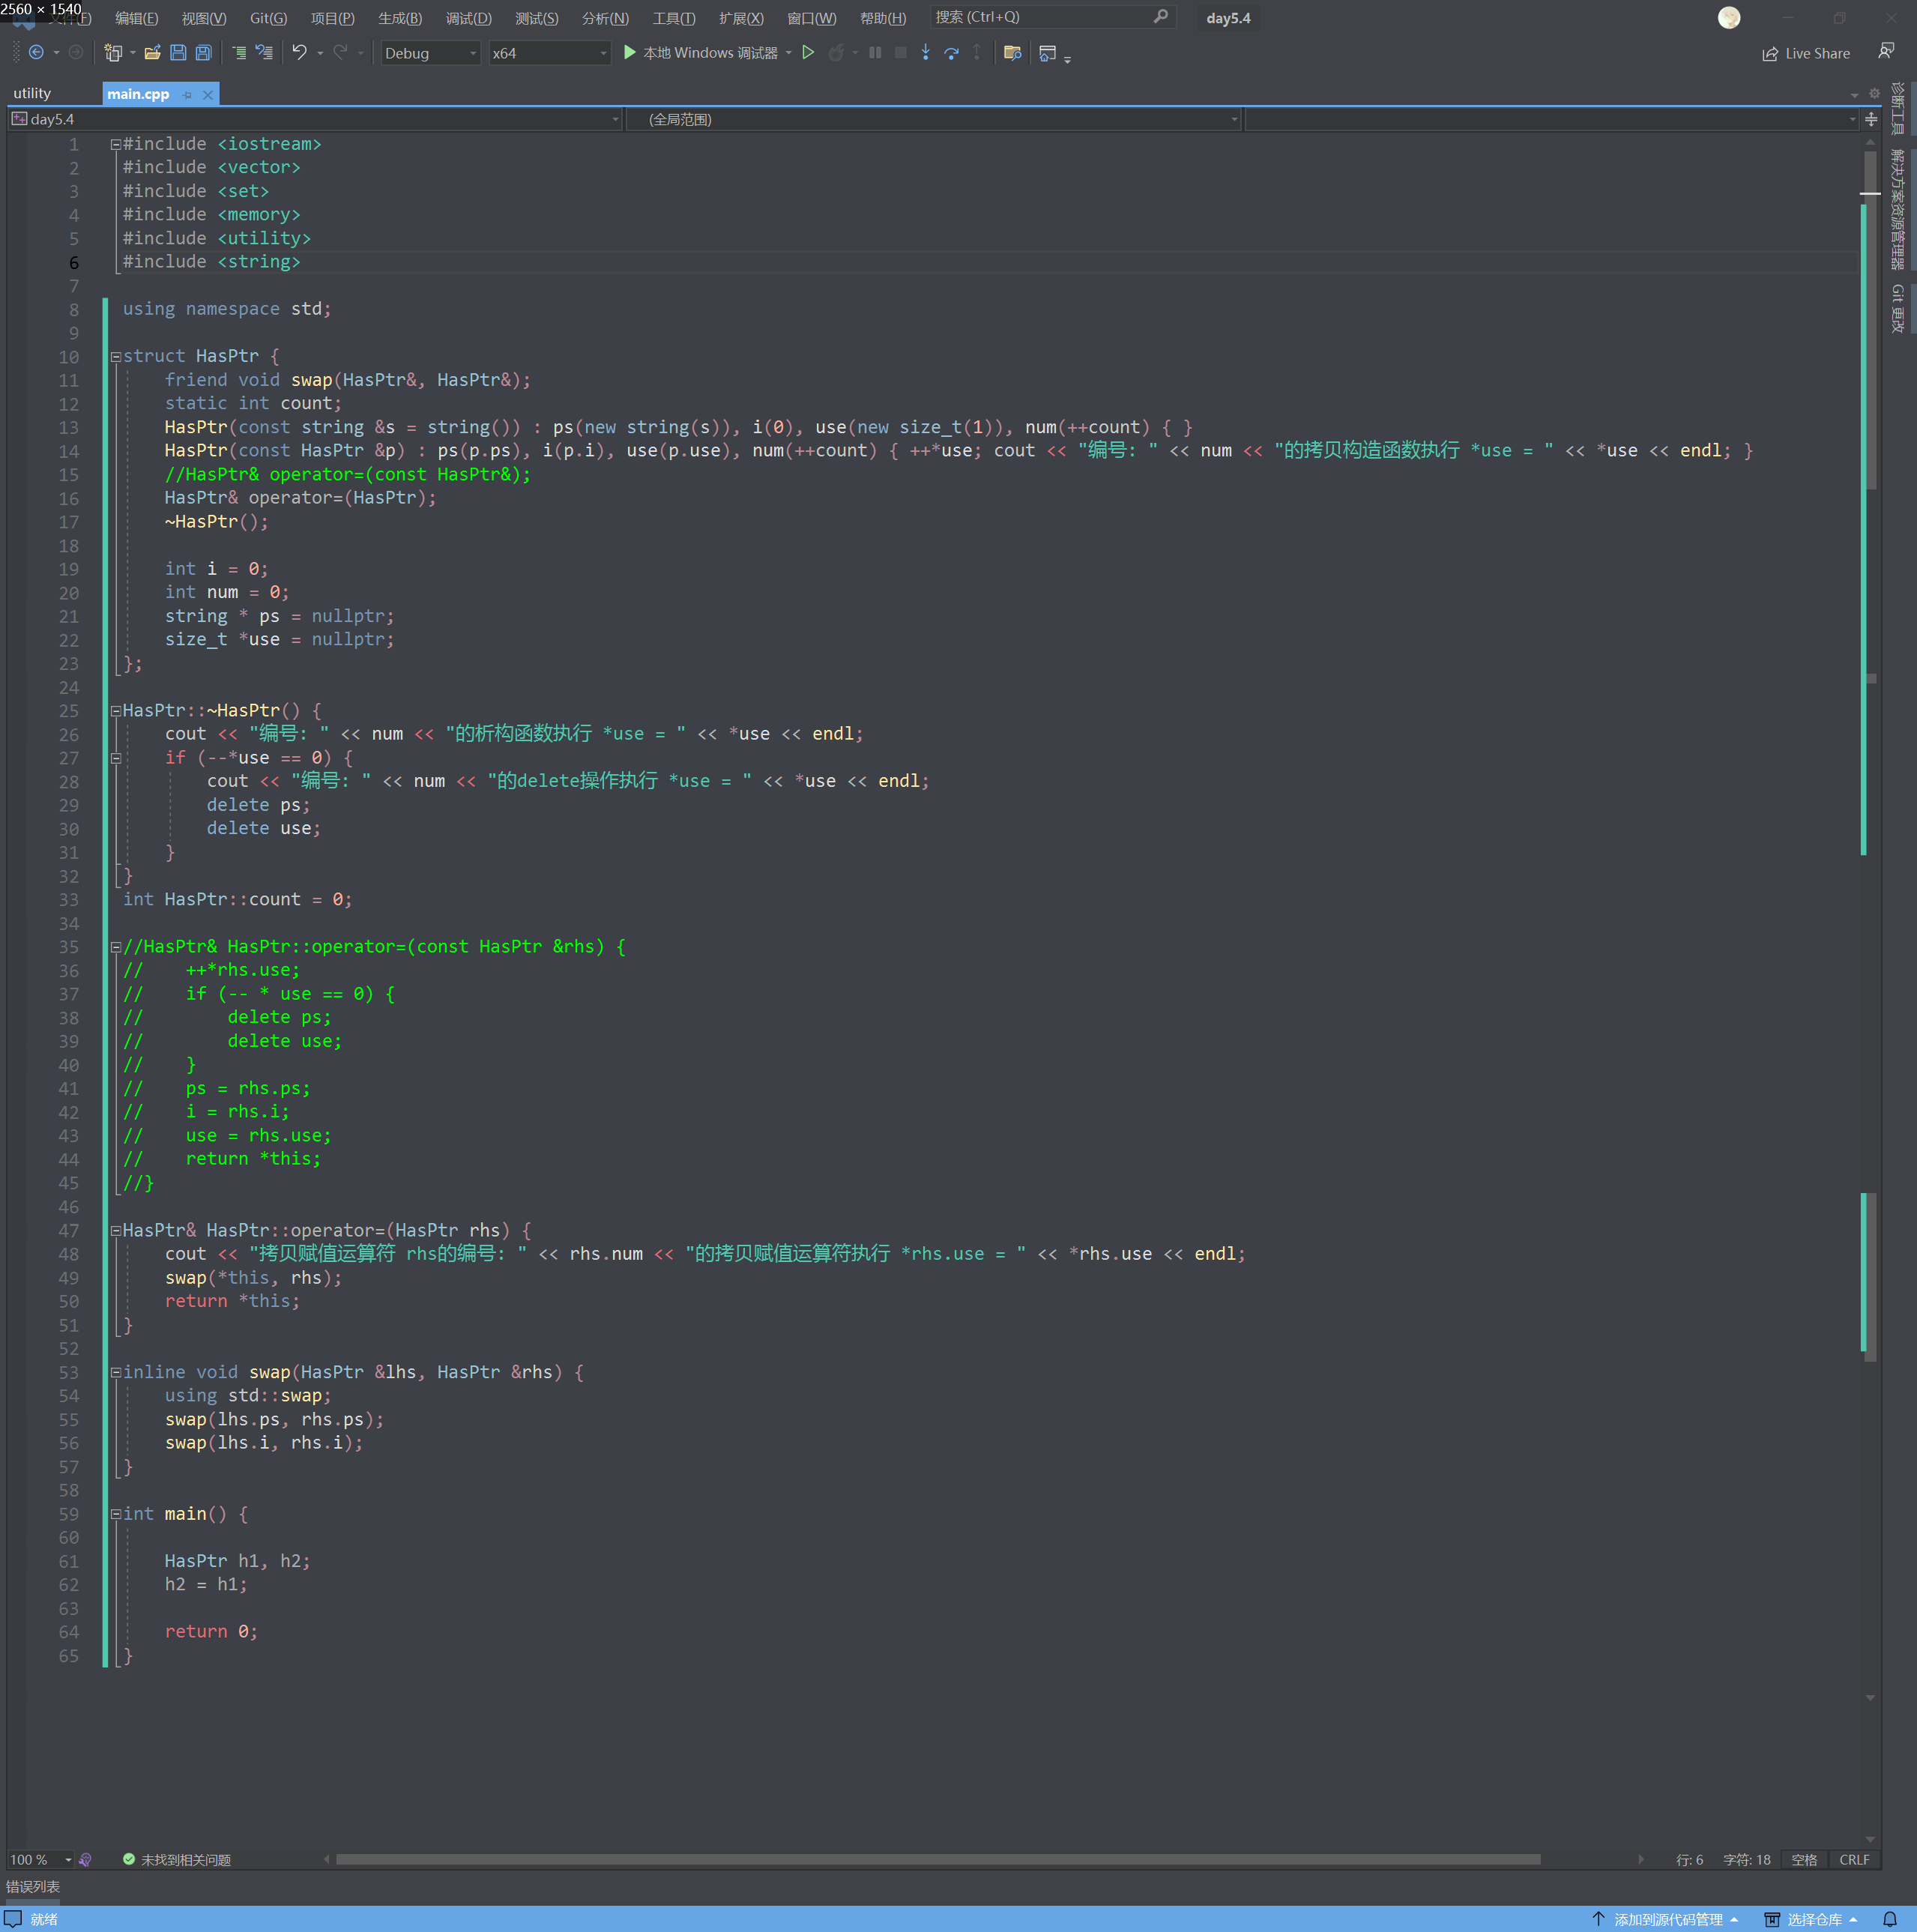 2560 × 1540
文件(F) 编辑(E) 视图(V) Git(G) 项目(P) 生成(B) 调试(D) 测试(S) 分析(N) 工具(T) 扩展(X) 窗口(W) 帮助(H) 搜索 (Ctrl+Q) day5.4
Debug x64 本地 Windows 调试器 Live Share
utility main.cpp
day5.4 (全局范围)
诊断工具
解决方案资源管理器
Git 更改
1 #include <iostream>
2 #include <vector>
3 #include <set>
4 #include <memory>
5 #include <utility>
6 #include <string>
7
8 using namespace std;
9
10 struct HasPtr {
11     friend void swap(HasPtr&, HasPtr&);
12     static int count;
13     HasPtr(const string &s = string()) : ps(new string(s)), i(0), use(new size_t(1)), num(++count) { }
14     HasPtr(const HasPtr &p) : ps(p.ps), i(p.i), use(p.use), num(++count) { ++*use; cout << "编号: " << num << "的拷贝构造函数执行 *use = " << *use << endl; }
15     //HasPtr& operator=(const HasPtr&);
16     HasPtr& operator=(HasPtr);
17     ~HasPtr();
18
19     int i = 0;
20     int num = 0;
21     string * ps = nullptr;
22     size_t *use = nullptr;
23 };
24
25 HasPtr::~HasPtr() {
26     cout << "编号: " << num << "的析构函数执行 *use = " << *use << endl;
27     if (--*use == 0) {
28         cout << "编号: " << num << "的delete操作执行 *use = " << *use << endl;
29         delete ps;
30         delete use;
31     }
32 }
33 int HasPtr::count = 0;
34
35 //HasPtr& HasPtr::operator=(const HasPtr &rhs) {
36 //    ++*rhs.use;
37 //    if (-- * use == 0) {
38 //        delete ps;
39 //        delete use;
40 //    }
41 //    ps = rhs.ps;
42 //    i = rhs.i;
43 //    use = rhs.use;
44 //    return *this;
45 //}
46
47 HasPtr& HasPtr::operator=(HasPtr rhs) {
48     cout << "拷贝赋值运算符 rhs的编号: " << rhs.num << "的拷贝赋值运算符执行 *rhs.use = " << *rhs.use << endl;
49     swap(*this, rhs);
50     return *this;
51 }
52
53 inline void swap(HasPtr &lhs, HasPtr &rhs) {
54     using std::swap;
55     swap(lhs.ps, rhs.ps);
56     swap(lhs.i, rhs.i);
57 }
58
59 int main() {
60
61     HasPtr h1, h2;
62     h2 = h1;
63
64     return 0;
65 }
100 % 未找到相关问题 行: 6 字符: 18 空格 CRLF
错误列表
就绪 添加到源代码管理 选择仓库